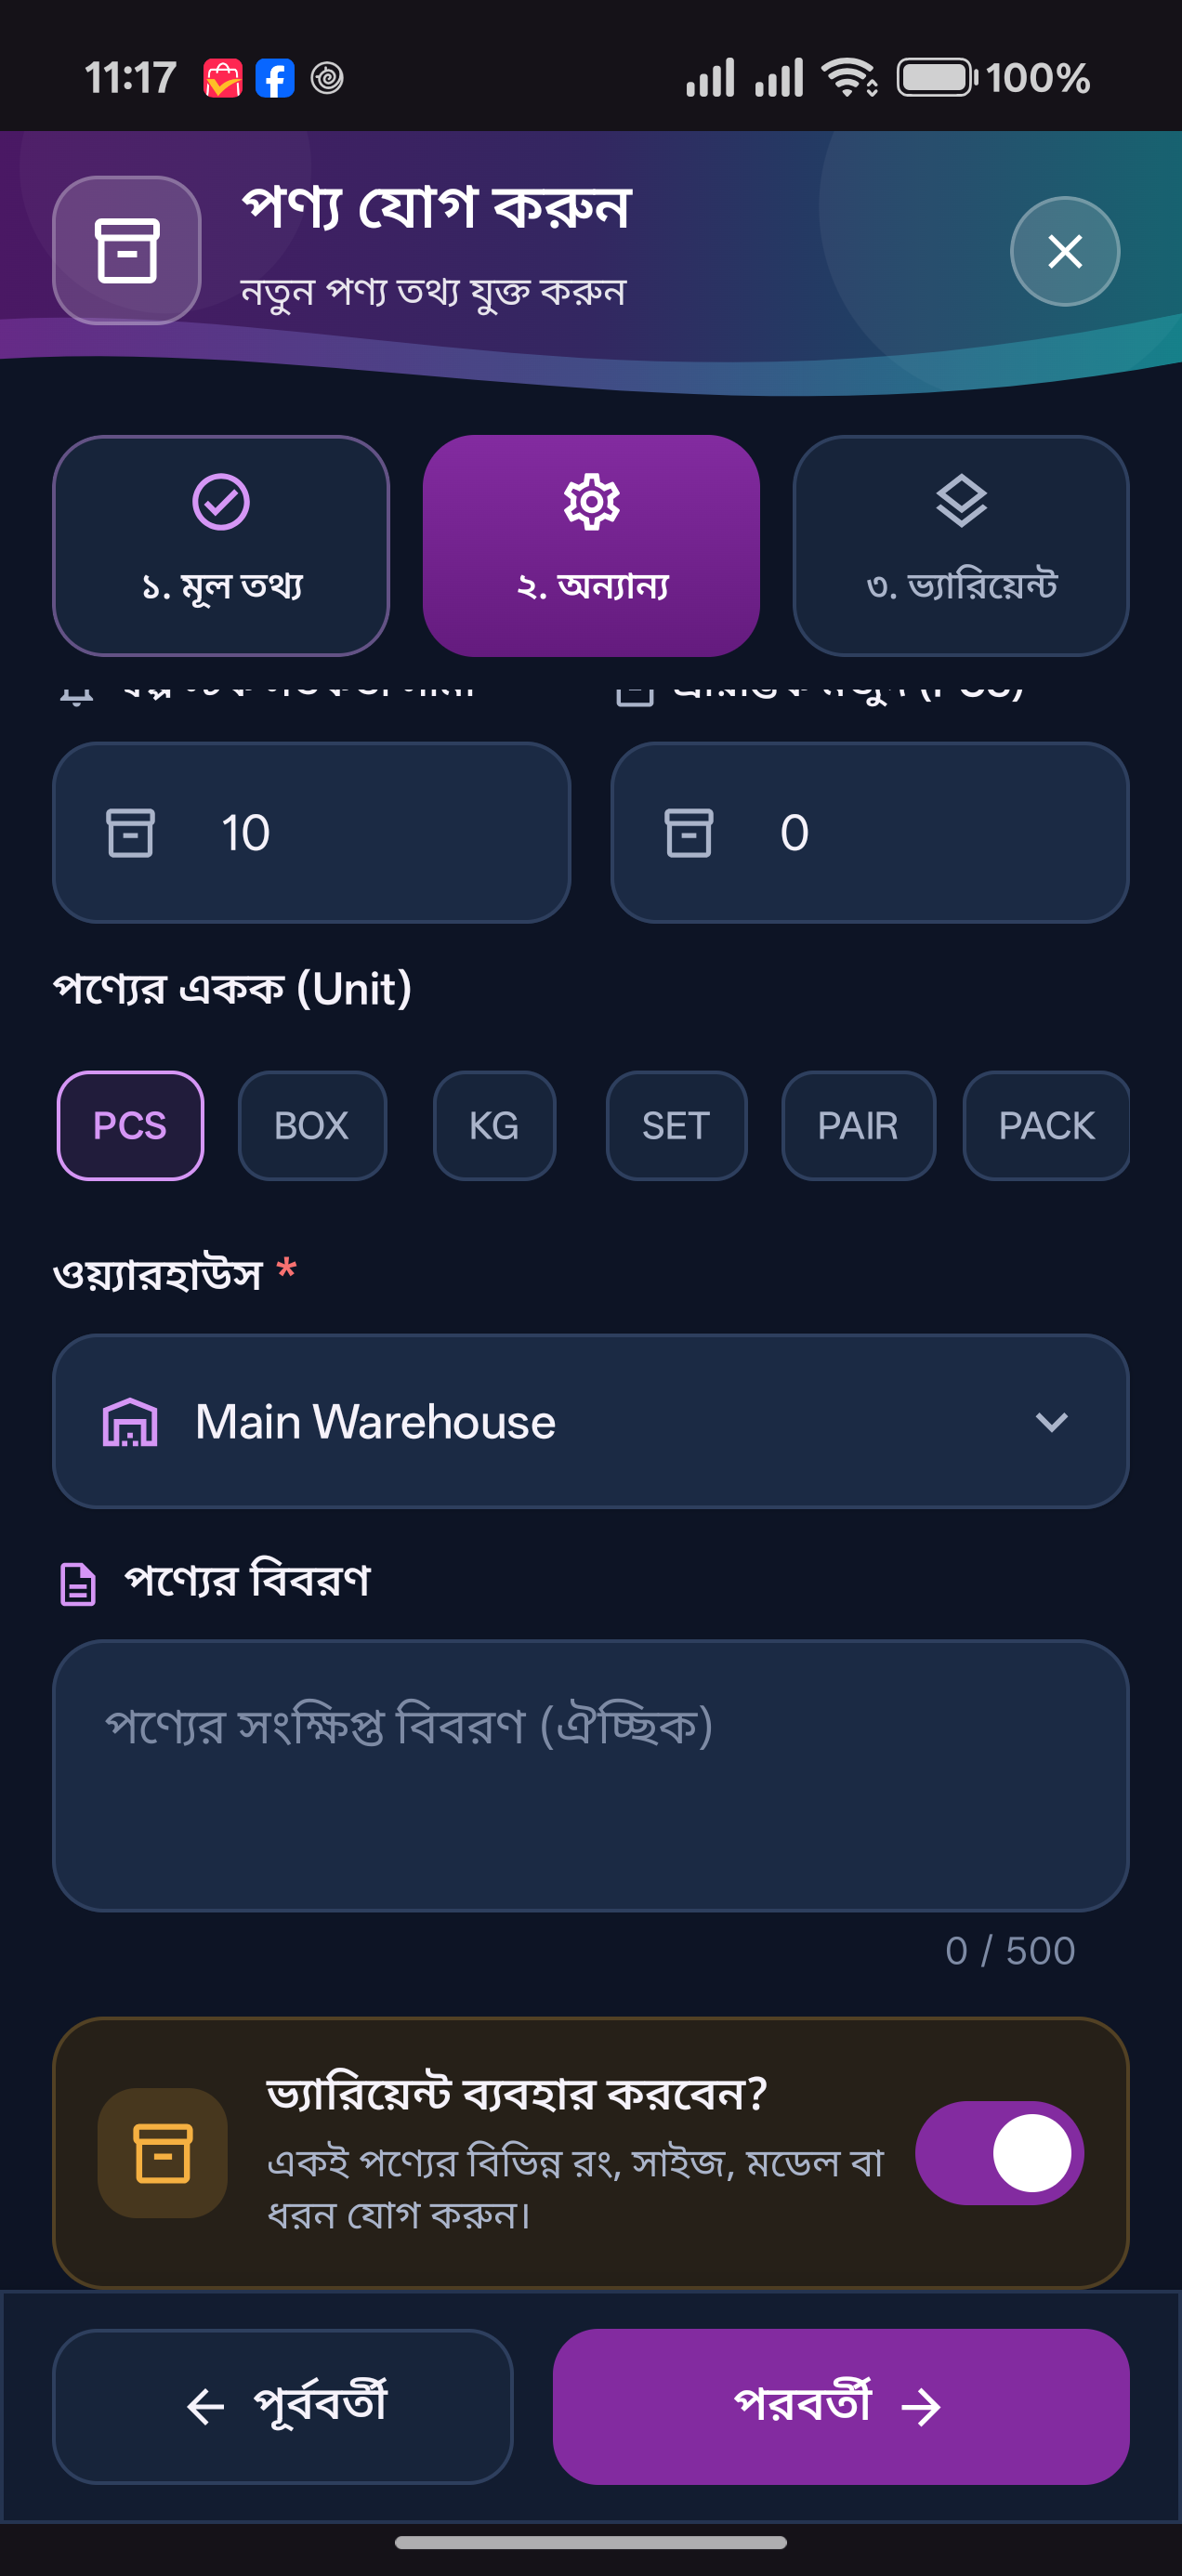 11:17
100%
পণ্য যোগ করুন
নতুন পণ্য তথ্য যুক্ত করুন
১. মূল তথ্য
২. অন্যান্য
৩. ভ্যারিয়েন্ট
10
0
পণ্যের একক (Unit)
PCS BOX KG SET PAIR PACK
ওয়্যারহাউস *
Main Warehouse
পণ্যের বিবরণ
পণ্যের সংক্ষিপ্ত বিবরণ (ঐচ্ছিক)
0 / 500
ভ্যারিয়েন্ট ব্যবহার করবেন?
একই পণ্যের বিভিন্ন রং, সাইজ, মডেল বা
ধরন যোগ করুন।
← পূর্ববর্তী
পরবর্তী →